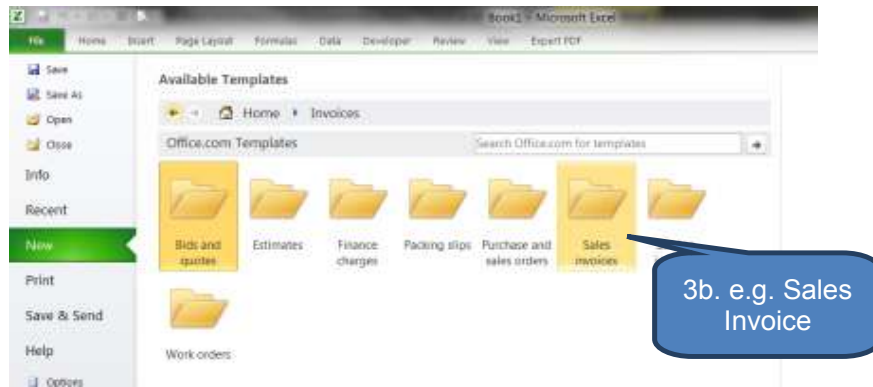 Book1 - Microsoft Excel
File Home Insert Page Layout Formulas Data Developer Review View Expert PDF
Save
Save As
Open
Close
Info
Recent
New
Print
Save & Send
Help
Options
Available Templates
Home Invoices
Office.com Templates
Search Office.com for templates
Bids and quotes
Estimates
Finance charges
Packing slips
Purchase and sales orders
Sales invoices
Work orders
3b. e.g. Sales
Invoice